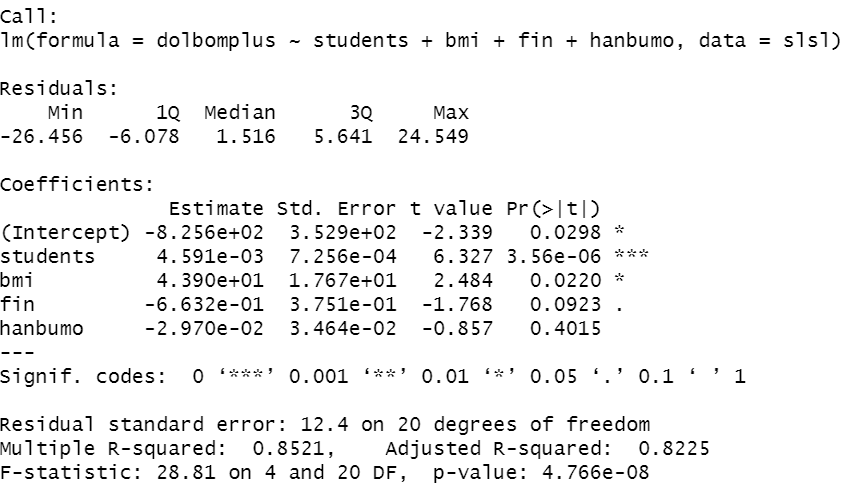 Call:
lm(formula = dolbomplus ~ students + bmi + fin + hanbumo, data = slsl)
Residuals:
Min 1Q Median 3Q Max
-26.456 -6.078 1.516 5.641 24.549
Coefficients:
Estimate Std. Error t value Pr(>|t|)
(Intercept) -8.256e+02 3.529e+02 -2.339 0.0298 *
students 4.591e-03 7.256e-04 6.327 3.56e-06 ***
bmi 4.390e+01 1.767e+01 2.484 0.0220 *
fin -6.632e-01 3.751e-01 -1.768 0.0923 .
hanbumo -2.970e-02 3.464e-02 -0.857 0.4015
---
Signif. codes: 0 ‘***’ 0.001 ‘**’ 0.01 ‘*’ 0.05 ‘.’ 0.1 ‘ ’ 1
Residual standard error: 12.4 on 20 degrees of freedom
Multiple R-squared: 0.8521, Adjusted R-squared: 0.8225
F-statistic: 28.81 on 4 and 20 DF, p-value: 4.766e-08